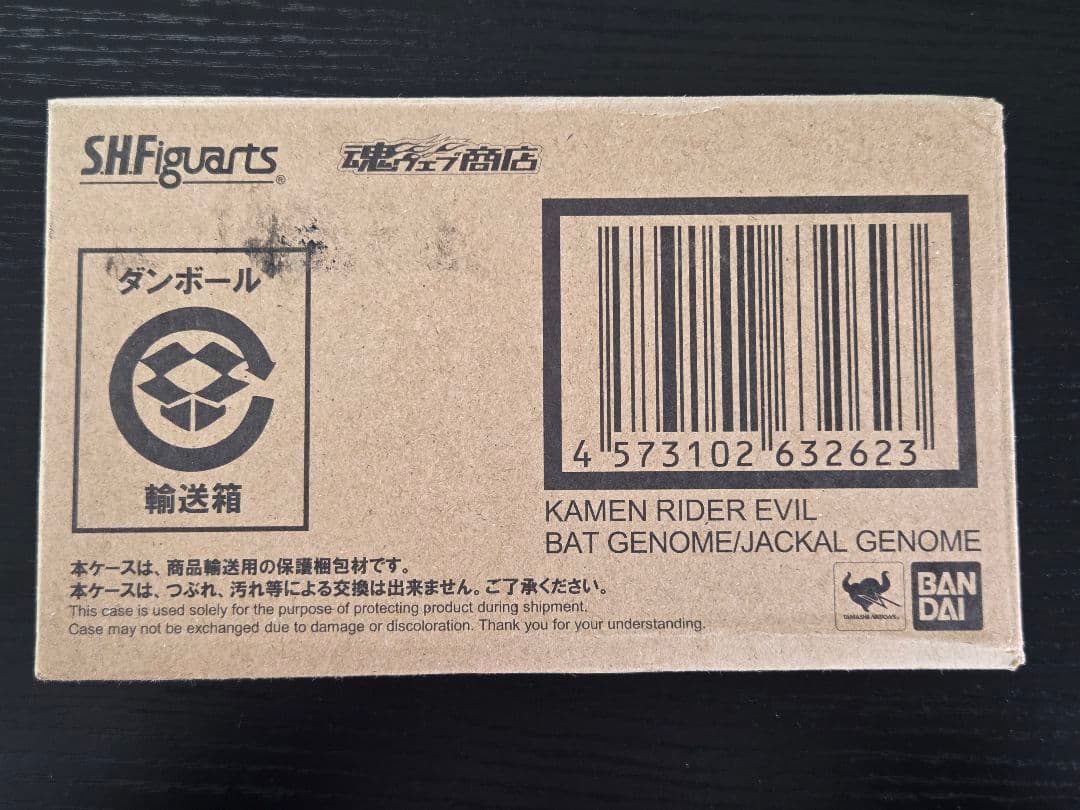 S.H.Figuarts®
魂ウェブ商店
ダンボール
輸送箱
4 573102 632623
KAMEN RIDER EVIL
BAT GENOME/JACKAL GENOME
本ケースは、商品輸送用の保護梱包材です。
本ケースは、つぶれ、汚れ等による交換は出来ません。ご了承ください。
This case is used solely for the purpose of protecting product during shipment.
Case may not be exchanged due to damage or discoloration. Thank you for your understanding.
TAMASHII NATIONS
BAN
DAI